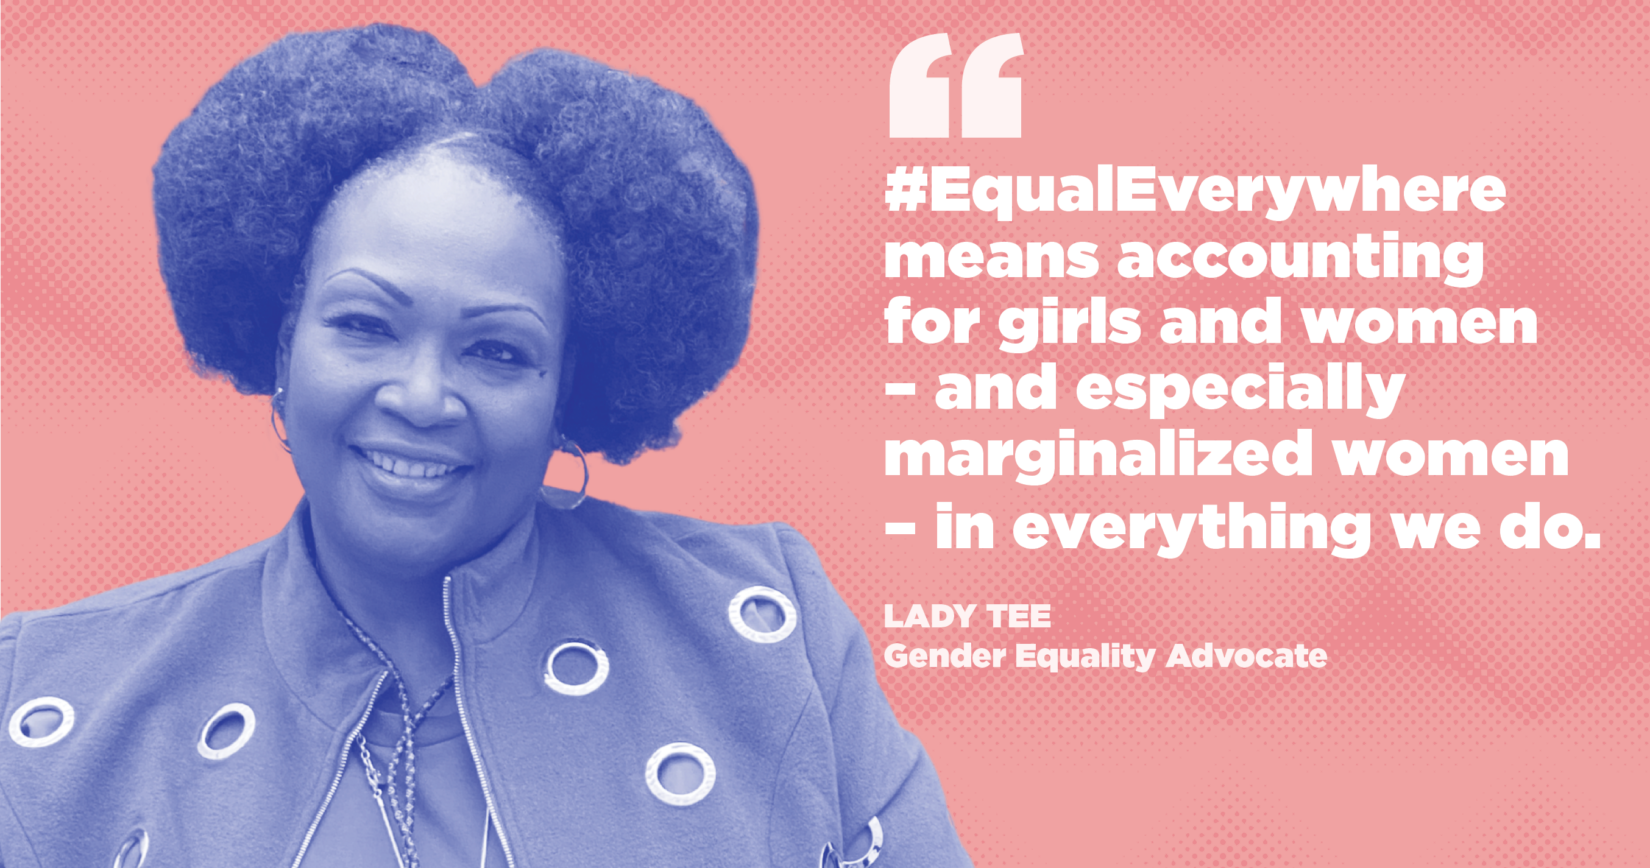 “
#EqualEverywhere
means accounting
for girls and women
– and especially
marginalized women
– in everything we do.
LADY TEE
Gender Equality Advocate